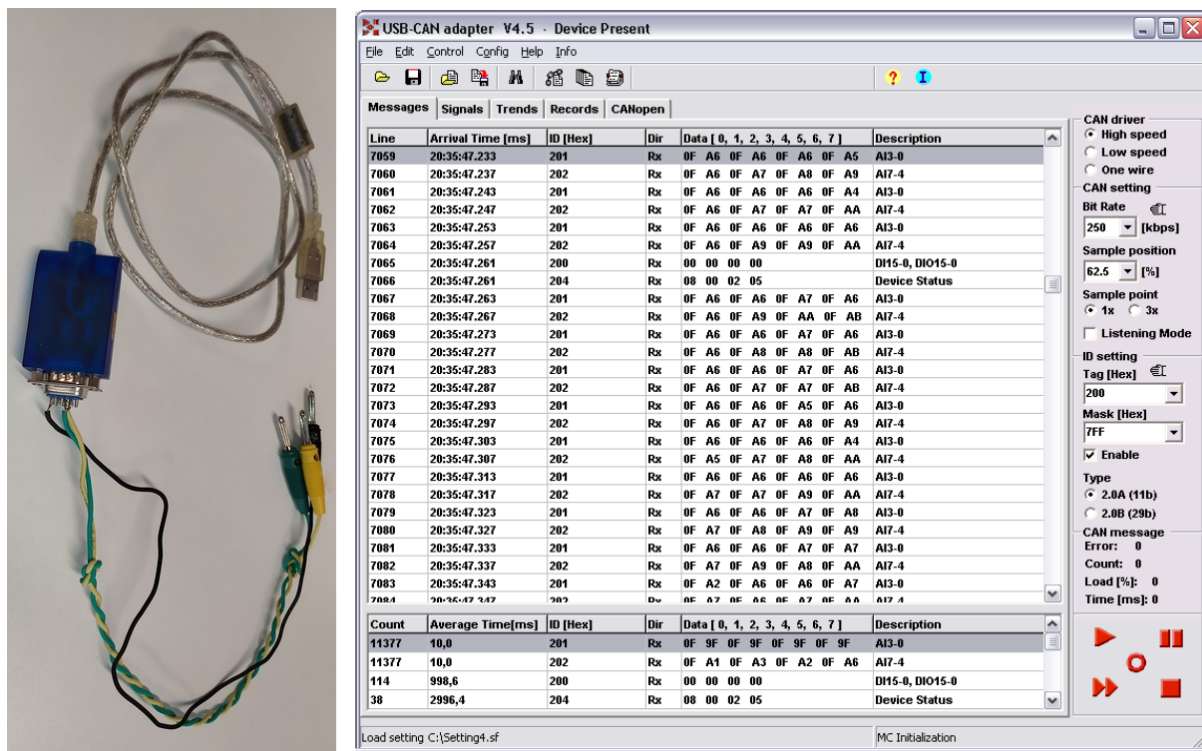 USB-CAN adapter V4.5 - Device Present
File Edit Control Config Help Info
Messages Signals Trends Records CANopen
Line Arrival Time [ms] ID [Hex] Dir Data [ 0, 1, 2, 3, 4, 5, 6, 7 ] Description
7059 20:35:47.233 201 Rx 0F A6 0F A6 0F A6 0F A5 AI3-0
7060 20:35:47.237 202 Rx 0F A6 0F A7 0F A8 0F A9 AI7-4
7061 20:35:47.243 201 Rx 0F A6 0F A6 0F A6 0F A4 AI3-0
7062 20:35:47.247 202 Rx 0F A6 0F A7 0F A7 0F AA AI7-4
7063 20:35:47.253 201 Rx 0F A6 0F A6 0F A6 0F A6 AI3-0
7064 20:35:47.257 202 Rx 0F A6 0F A9 0F A9 0F AA AI7-4
7065 20:35:47.261 200 Rx 00 00 00 00 DI15-0, DIO15-0
7066 20:35:47.261 204 Rx 08 00 02 05 Device Status
7067 20:35:47.263 201 Rx 0F A6 0F A6 0F A7 0F A6 AI3-0
7068 20:35:47.267 202 Rx 0F A6 0F A9 0F AA 0F AB AI7-4
7069 20:35:47.273 201 Rx 0F A6 0F A6 0F A7 0F A6 AI3-0
7070 20:35:47.277 202 Rx 0F A6 0F A8 0F A8 0F AB AI7-4
7071 20:35:47.283 201 Rx 0F A6 0F A6 0F A6 0F A6 AI3-0
7072 20:35:47.287 202 Rx 0F A6 0F A7 0F A7 0F AB AI7-4
7073 20:35:47.293 201 Rx 0F A6 0F A6 0F A5 0F A6 AI3-0
7074 20:35:47.297 202 Rx 0F A6 0F A7 0F A8 0F A9 AI7-4
7075 20:35:47.303 201 Rx 0F A6 0F A6 0F A6 0F A4 AI3-0
7076 20:35:47.307 202 Rx 0F A5 0F A7 0F A8 0F AA AI7-4
7077 20:35:47.313 201 Rx 0F A6 0F A6 0F A6 0F A6 AI3-0
7078 20:35:47.317 202 Rx 0F A7 0F A7 0F A9 0F AA AI7-4
7079 20:35:47.323 201 Rx 0F A6 0F A6 0F A7 0F A8 AI3-0
7080 20:35:47.327 202 Rx 0F A7 0F A8 0F A9 0F A9 AI7-4
7081 20:35:47.333 201 Rx 0F A6 0F A6 0F A7 0F A7 AI3-0
7082 20:35:47.337 202 Rx 0F A7 0F A9 0F A8 0F AA AI7-4
7083 20:35:47.343 201 Rx 0F A2 0F A6 0F A6 0F A7 AI3-0
7084 20:35:47.347 202 Rx 0F A7 0F A6 0F A7 0F AA AI7-4
Count Average Time[ms] ID [Hex] Dir Data [ 0, 1, 2, 3, 4, 5, 6, 7 ] Description
11377 10,0 201 Rx 0F 9F 0F 9F 0F 9F 0F 9F AI3-0
11377 10,0 202 Rx 0F A1 0F A3 0F A2 0F A6 AI7-4
114 998,6 200 Rx 00 00 00 00 DI15-0, DIO15-0
38 2996,4 204 Rx 08 00 02 05 Device Status
CAN driver
High speed
Low speed
One wire
CAN setting
Bit Rate
250 [kbps]
Sample position
62.5 [%]
Sample point
1x 3x
Listening Mode
ID setting
Tag [Hex]
200
Mask [Hex]
7FF
Enable
Type
2.0A (11b)
2.0B (29b)
CAN message
Error: 0
Count: 0
Load [%]: 0
Time [ms]: 0
Load setting C:\Setting4.sf MC Initialization